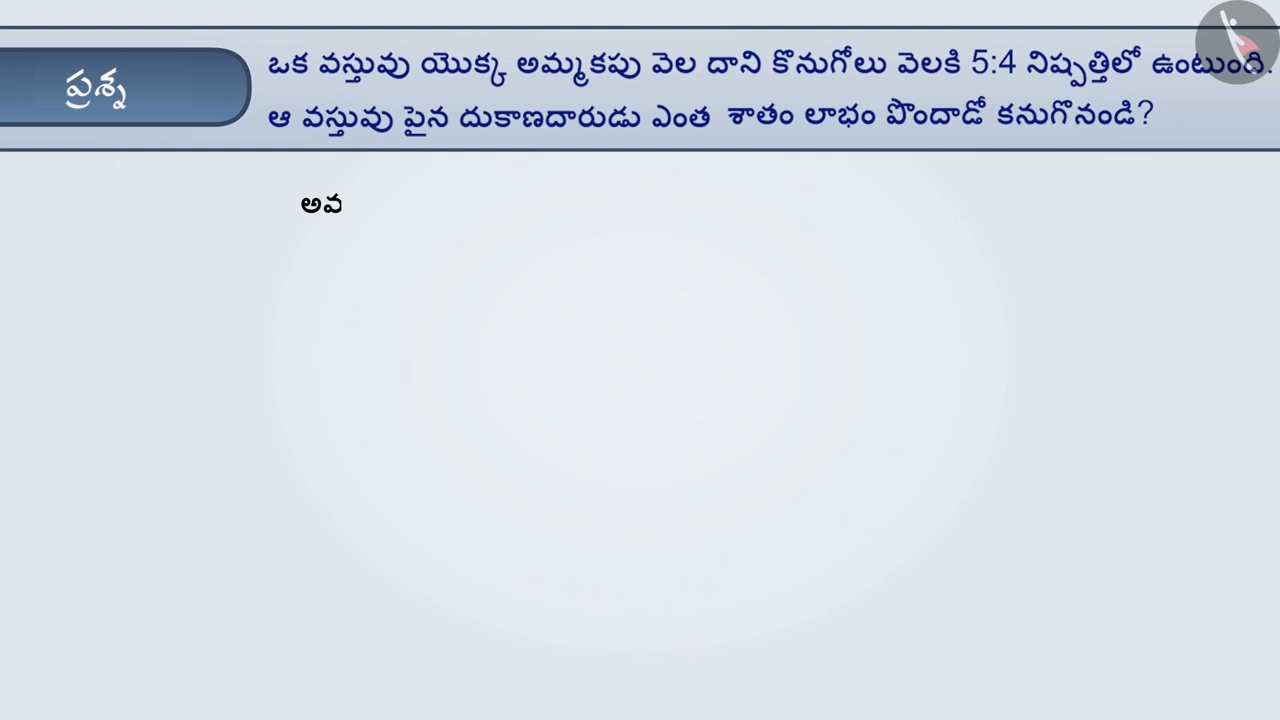 ప్రశ్న
ఒక వస్తువు యొక్క అమ్మకపు వెల దాని కొనుగోలు వెలకి 5:4 నిష్పత్తిలో ఉంటుంది.
ఆ వస్తువు పైన దుకాణదారుడు ఎంత శాతం లాభం పొందాడో కనుగొనండి?
అవ